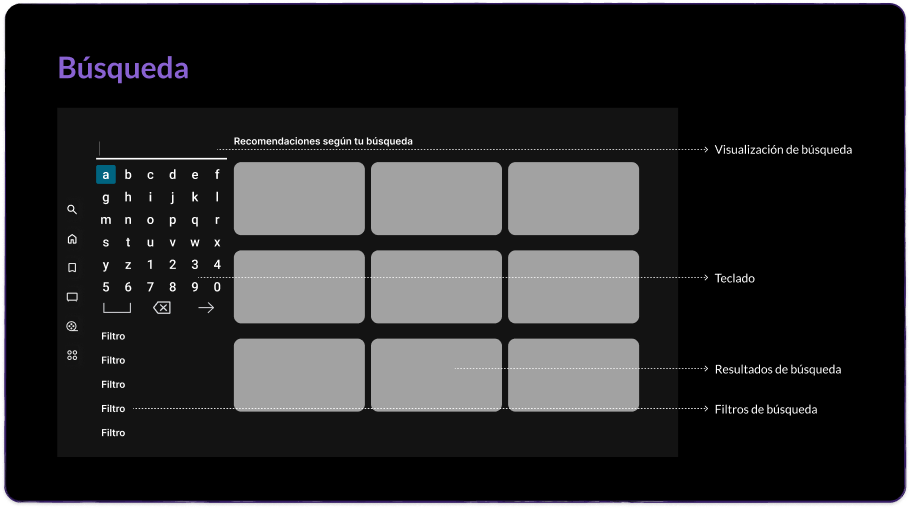 Búsqueda
Recomendaciones según tu búsqueda
Visualización de búsqueda
a b c d e f
g h i j k l
m n o p q r
s t u v w x
y z 1 2 3 4
5 6 7 8 9 0
Teclado
Filtro
Filtro
Filtro
Filtro
Filtro
Resultados de búsqueda
Filtros de búsqueda